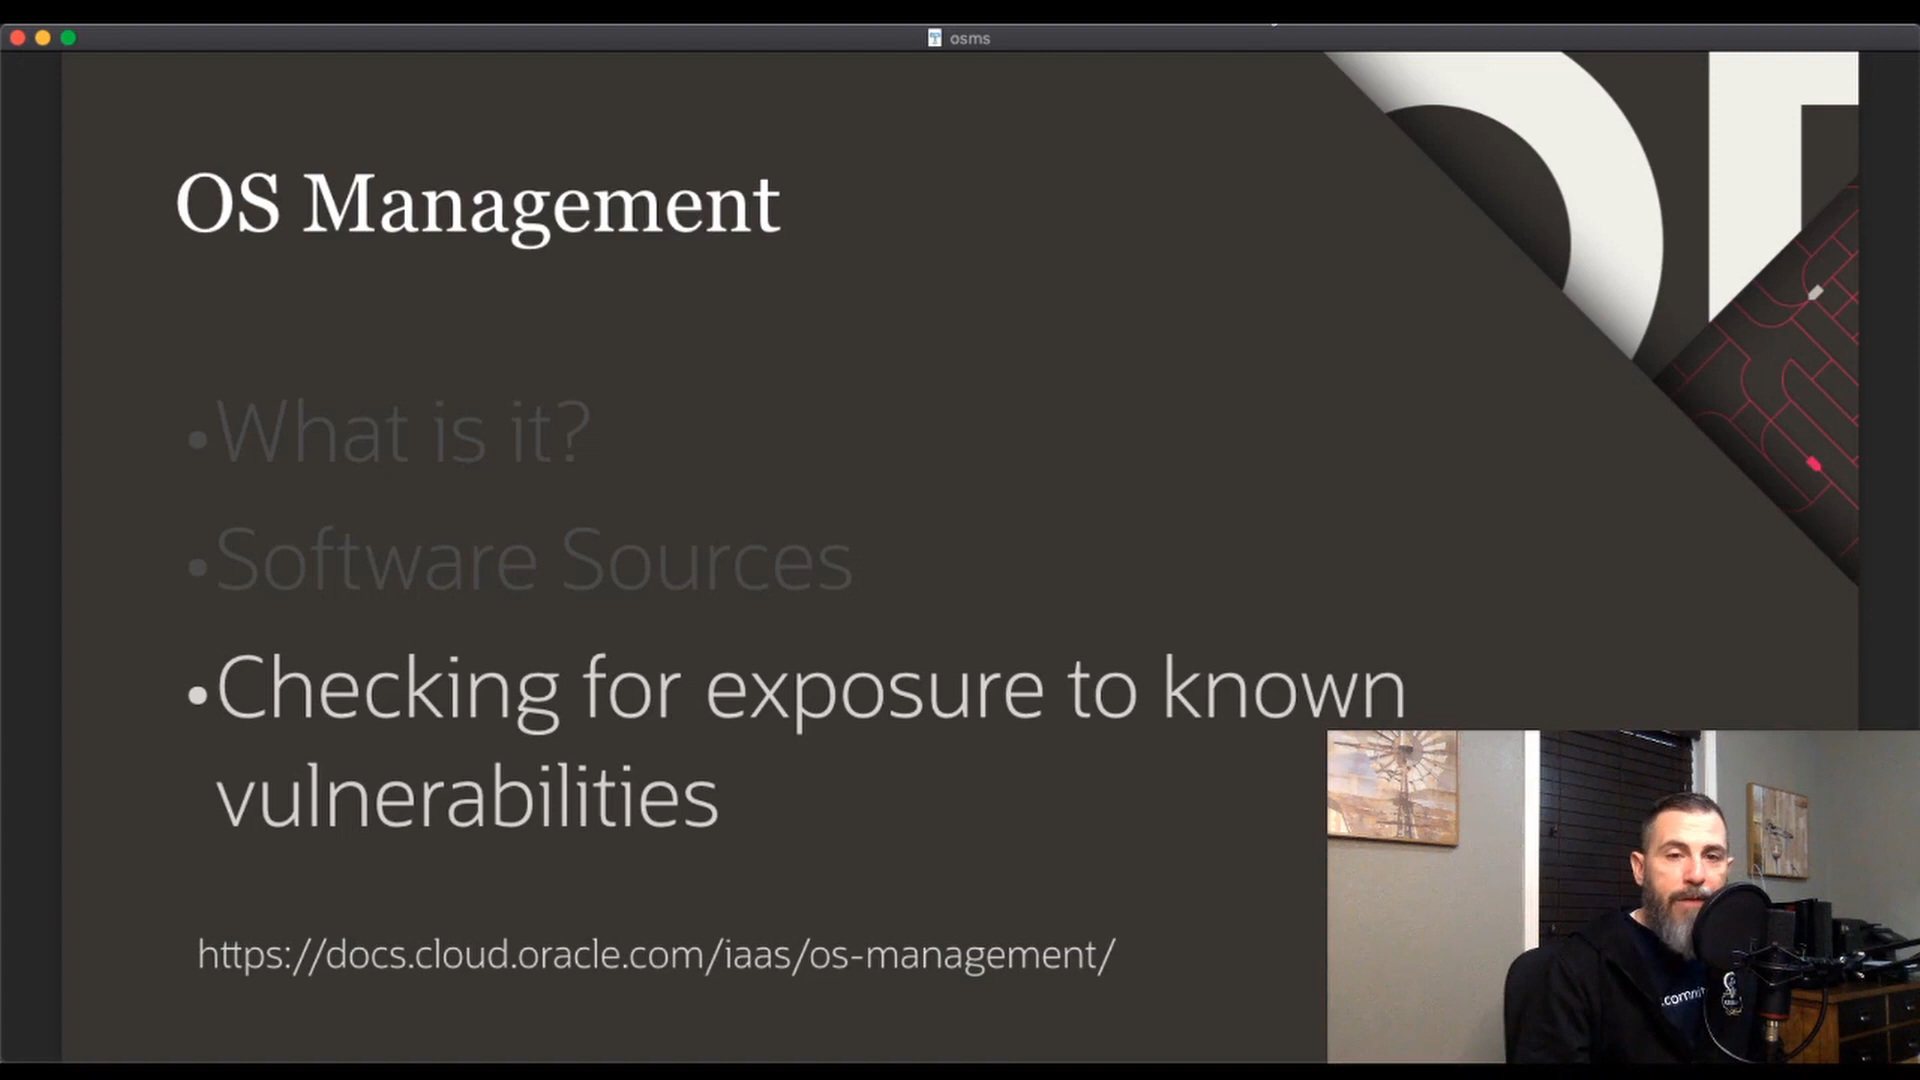 osms
OS Management
•What is it?
•Software Sources
•Checking for exposure to known
vulnerabilities
https://docs.cloud.oracle.com/iaas/os-management/
.commit